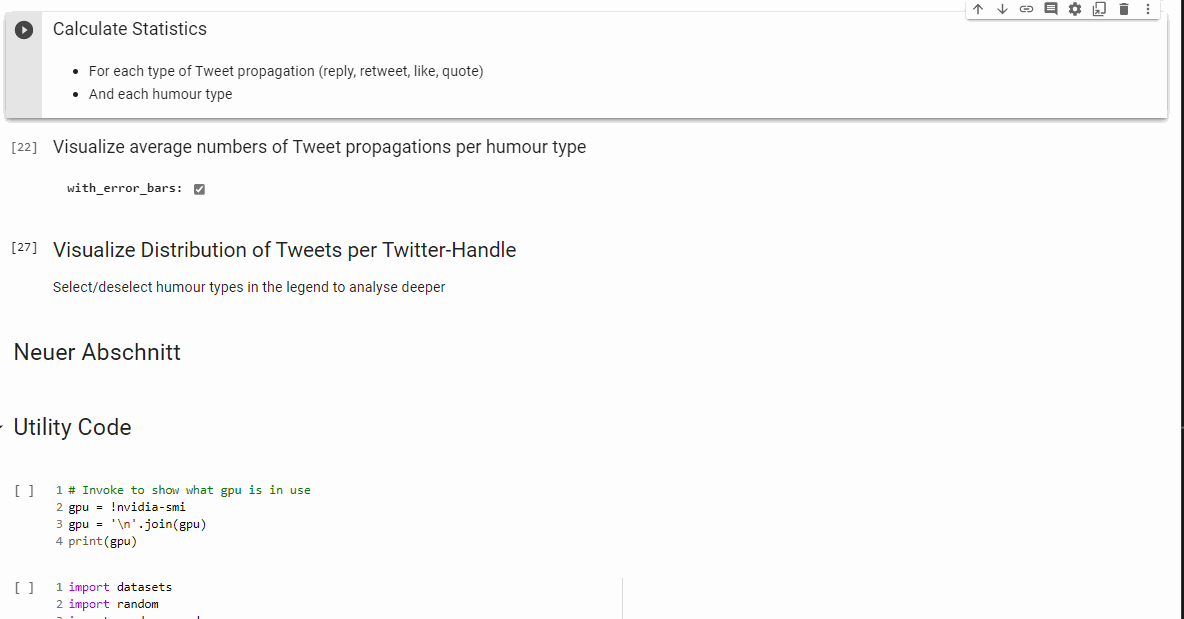 Calculate Statistics
• For each type of Tweet propagation (reply, retweet, like, quote)
• And each humour type
[22] Visualize average numbers of Tweet propagations per humour type
with_error_bars:
[27] Visualize Distribution of Tweets per Twitter-Handle
Select/deselect humour types in the legend to analyse deeper
Neuer Abschnitt
Utility Code
[ ] 1 # Invoke to show what gpu is in use
2 gpu = !nvidia-smi
3 gpu = '\n'.join(gpu)
4 print(gpu)
[ ] 1 import datasets
2 import random